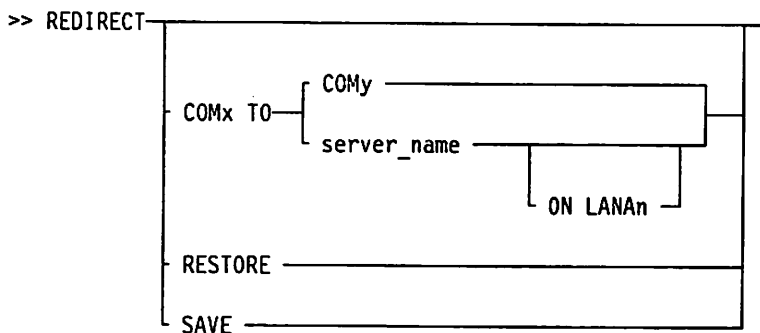 >> REDIRECT
COMy
COMx TO
server_name
ON LANAn
RESTORE
SAVE